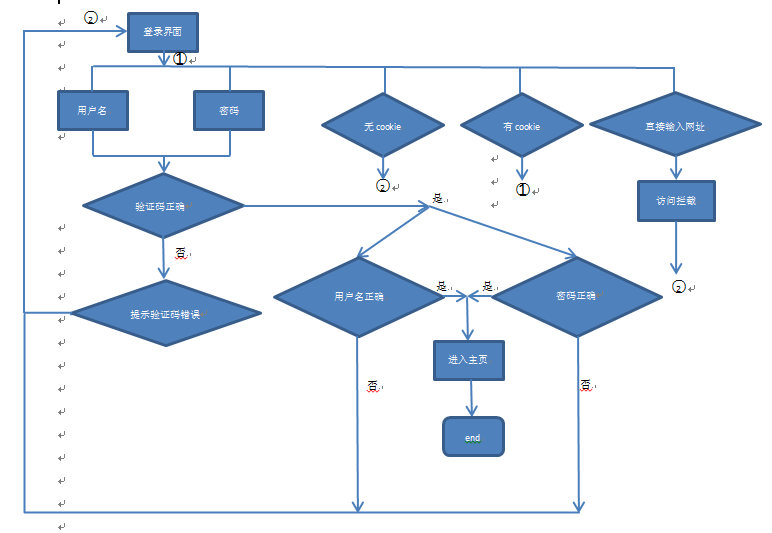 ②
登录界面
①
用户名
密码
无 cookie
有 cookie
直接输入网址
②
①
验证码正确
是
访问拦截
否
用户名正确
是
是
密码正确
②
提示验证码错误
进入主页
否
否
end